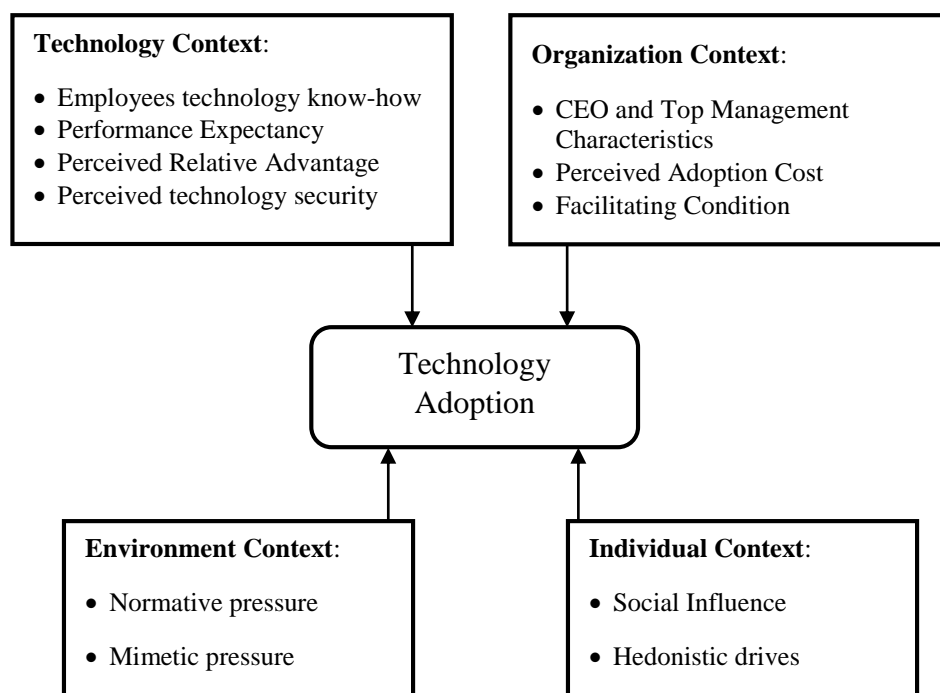 Technology Context:
• Employees technology know-how
• Performance Expectancy
• Perceived Relative Advantage
• Perceived technology security
Organization Context:
• CEO and Top Management
Characteristics
• Perceived Adoption Cost
• Facilitating Condition
Technology
Adoption
Environment Context:
• Normative pressure
• Mimetic pressure
Individual Context:
• Social Influence
• Hedonistic drives